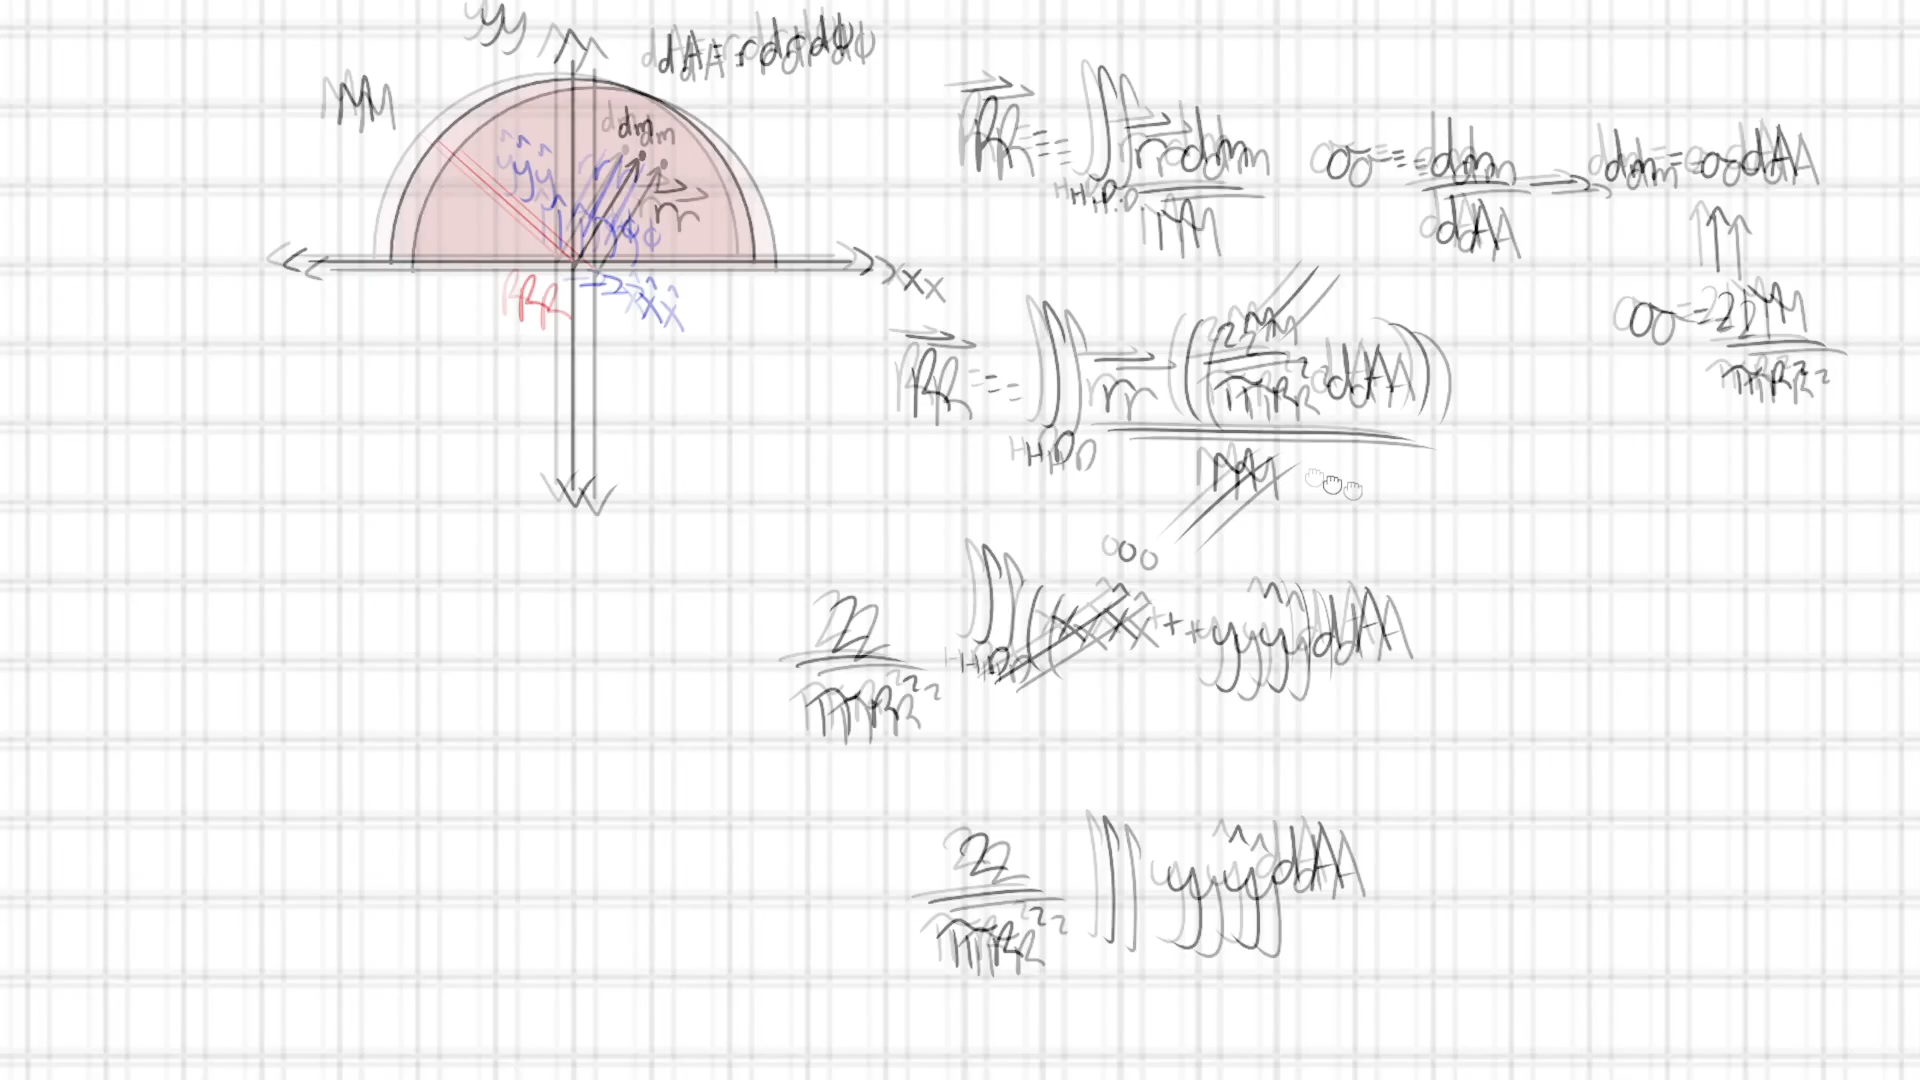 y
dA = r dr dφ
M
dm
ŷ
r
φ
r⃗
x
R
x̂
R⃗ = ∬ r⃗ dm / M
H.D.
σ = dm / dA → dm = σ dA
↑
σ = 2M / πR²
R⃗ = ∬ r⃗ (2M / πR² dA) / M
H.D.
0
2 / πR² ∬ (x x̂ + y ŷ) dA
H.D.
2 / πR² ∬ y ŷ dA